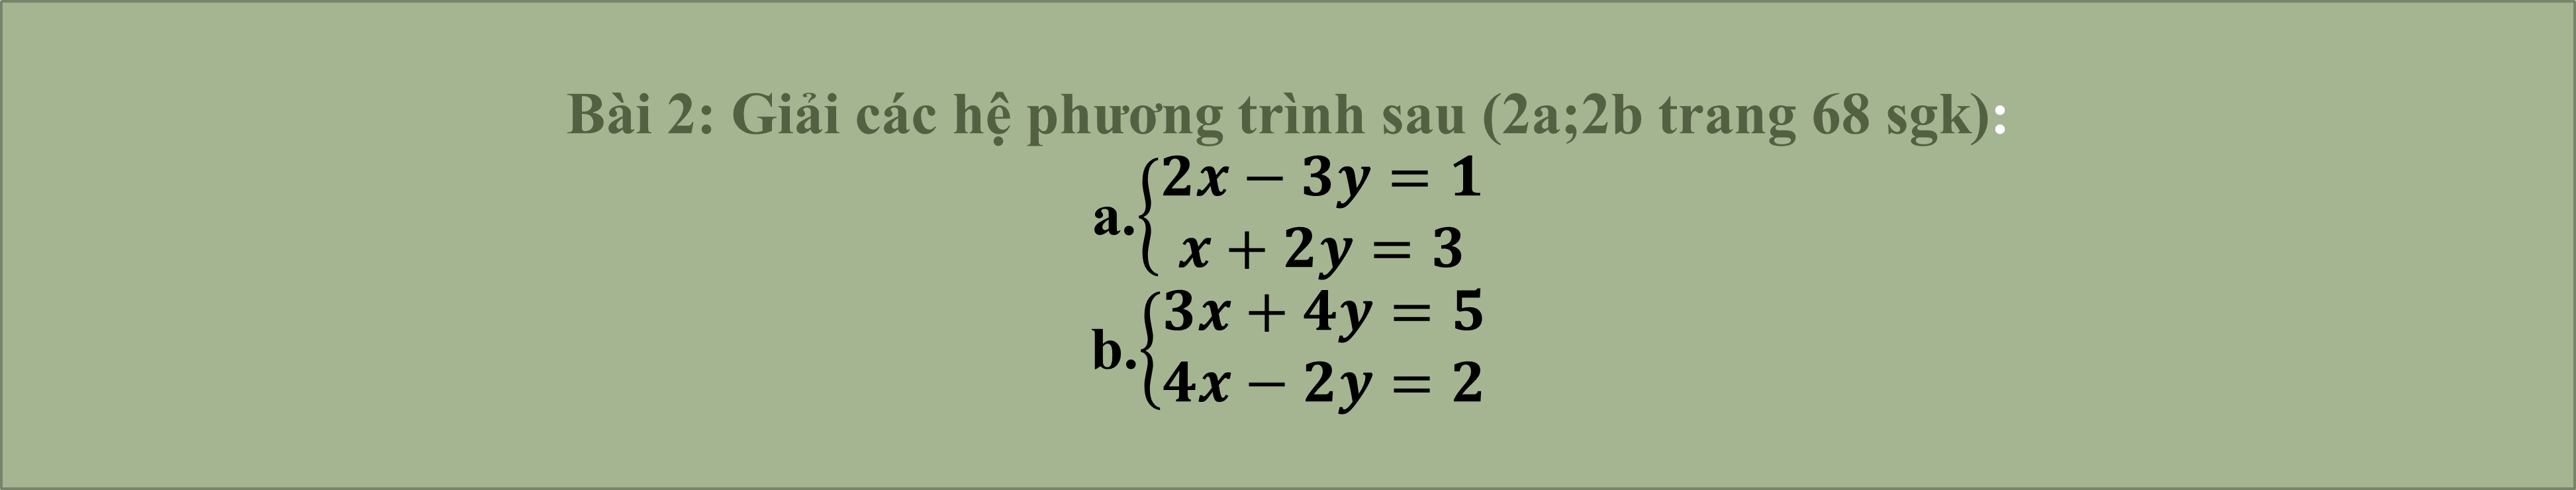 Bài 2: Giải các hệ phương trình sau (2a;2b trang 68 sgk):
a.{2x − 3y = 1
x + 2y = 3
b.{3x + 4y = 5
4x − 2y = 2